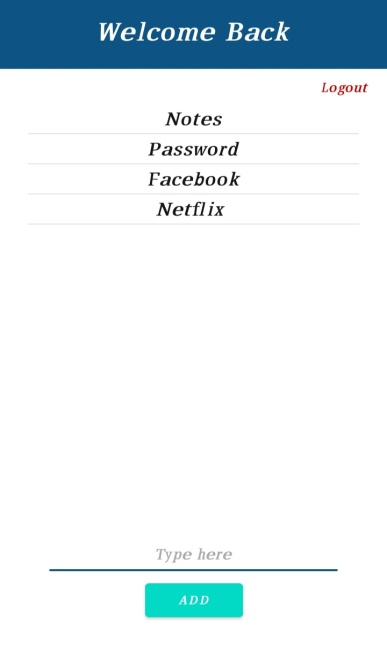 Welcome Back
Logout
Notes
Password
Facebook
Netflix
Type here
ADD